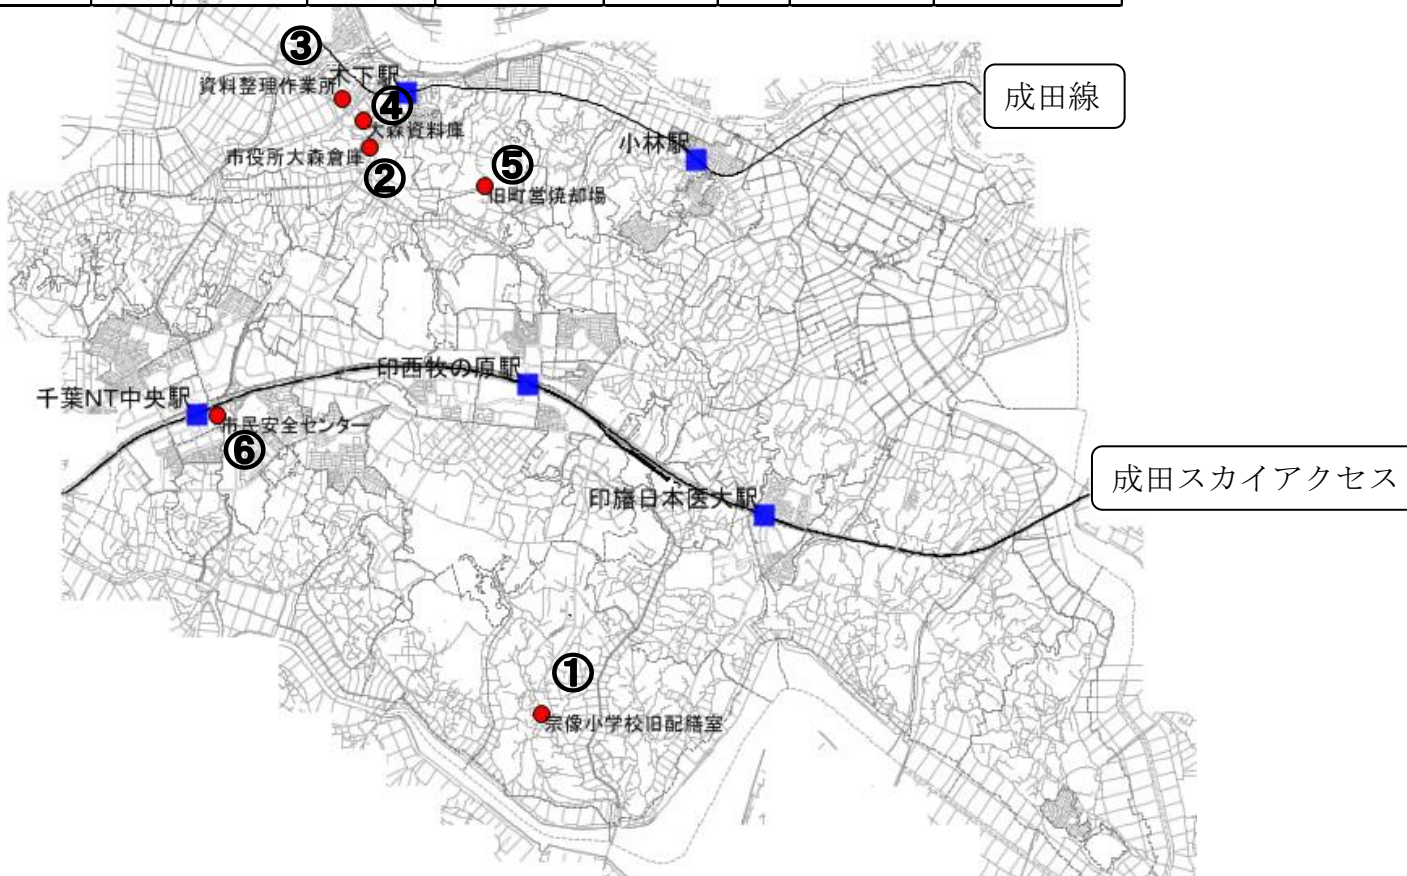 ③
木下駅
資料整理作業所
④
成田線
大森資料庫
小林駅
市役所大森倉庫
②
⑤
旧町営焼却場
印西牧の原駅
千葉NT中央駅
市民安全センター
⑥
成田スカイアクセス
印旛日本医大駅
①
宗像小学校旧配膳室